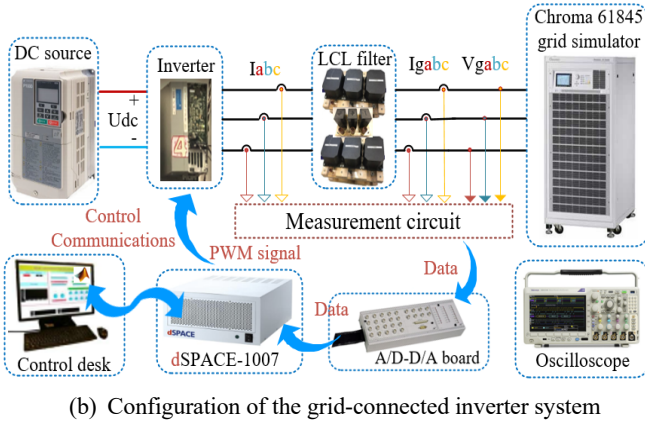 Chroma 61845
grid simulator
DC source
Inverter
Iabc
LCL filter
Igabc
Vgabc
+
Udc
-
Measurement circuit
Control
Communications
PWM signal
Data
Data
dSPACE
Control desk
dSPACE-1007
A/D-D/A board
Oscilloscope
(b) Configuration of the grid-connected inverter system